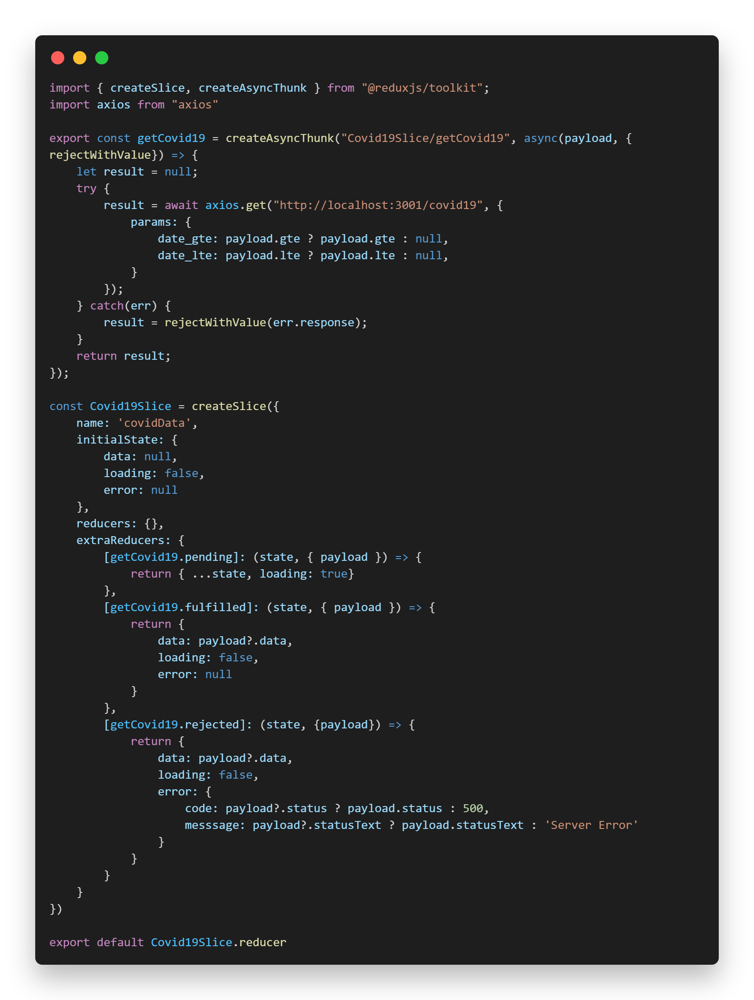 import { createSlice, createAsyncThunk } from "@reduxjs/toolkit";
import axios from "axios"

export const getCovid19 = createAsyncThunk("Covid19Slice/getCovid19", async(payload, {
rejectWithValue}) => {
    let result = null;
    try {
        result = await axios.get("http://localhost:3001/covid19", {
            params: {
                date_gte: payload.gte ? payload.gte : null,
                date_lte: payload.lte ? payload.lte : null,
            }
        });
    } catch(err) {
        result = rejectWithValue(err.response);
    }
    return result;
});

const Covid19Slice = createSlice({
    name: 'covidData',
    initialState: {
        data: null,
        loading: false,
        error: null
    },
    reducers: {},
    extraReducers: {
        [getCovid19.pending]: (state, { payload }) => {
            return { ...state, loading: true}
        },
        [getCovid19.fulfilled]: (state, { payload }) => {
            return {
                data: payload?.data,
                loading: false,
                error: null
            }
        },
        [getCovid19.rejected]: (state, {payload}) => {
            return {
                data: payload?.data,
                loading: false,
                error: {
                    code: payload?.status ? payload.status : 500,
                    messsage: payload?.statusText ? payload.statusText : 'Server Error'
                }
            }
        }
    }
})

export default Covid19Slice.reducer